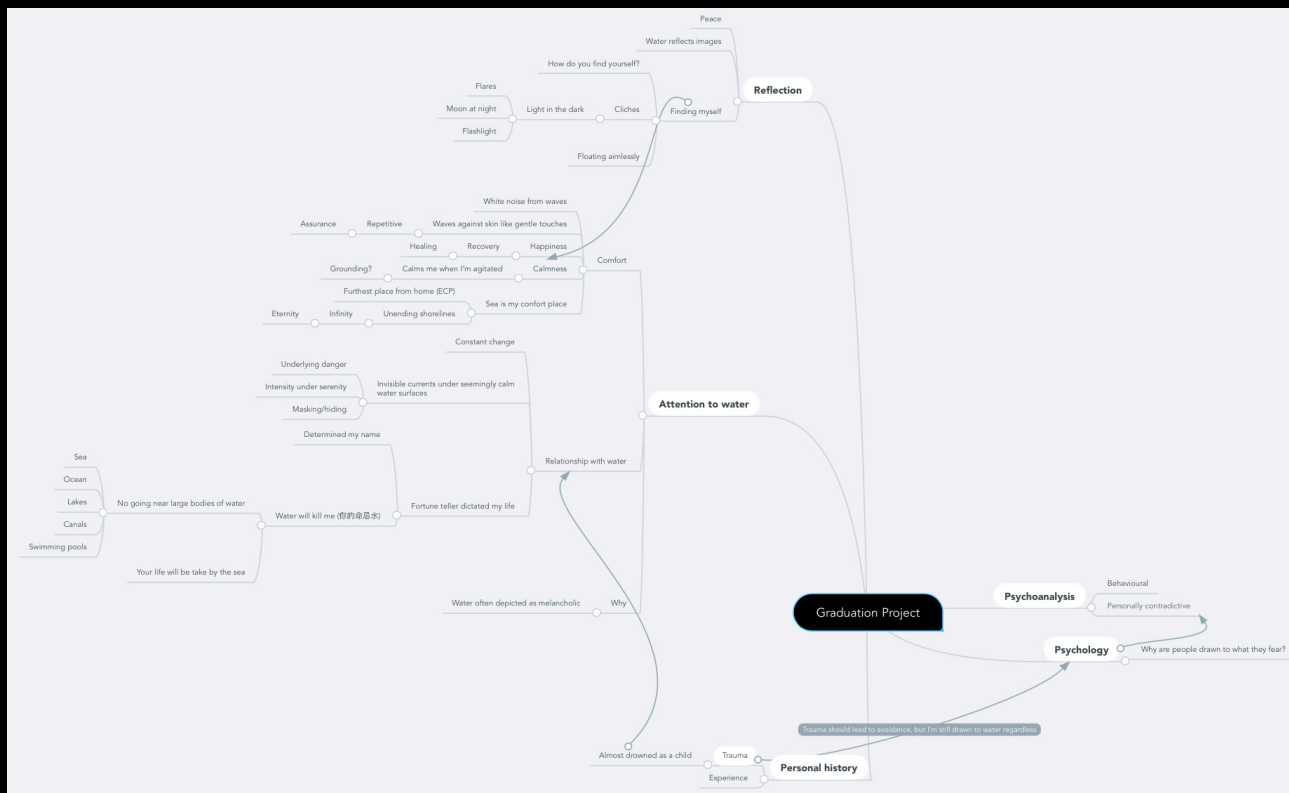 Peace
Water reflects images
How do you find yourself?
Reflection
Flares
Moon at night
Light in the dark
Cliches
Finding myself
Flashlight
Floating aimlessly
White noise from waves
Assurance
Repetitive
Waves against skin like gentle touches
Healing
Recovery
Happiness
Comfort
Grounding?
Calms me when I'm agitated
Calmness
Furthest place from home (ECP)
Sea is my confort place
Eternity
Infinity
Unending shorelines
Constant change
Underlying danger
Intensity under serenity
Invisible currents under seemingly calm
water surfaces
Masking/hiding
Attention to water
Determined my name
Relationship with water
Sea
Ocean
Lakes
No going near large bodies of water
Canals
Swimming pools
Water will kill me (你的命忌水)
Fortune teller dictated my life
Your life will be take by the sea
Water often depicted as melancholic
Why
Graduation Project
Psychoanalysis
Behavioural
Personally contradictive
Psychology
Why are people drawn to what they fear?
Trauma should lead to avoidance, but I'm still drawn to water regardless
Almost drowned as a child
Trauma
Personal history
Experience